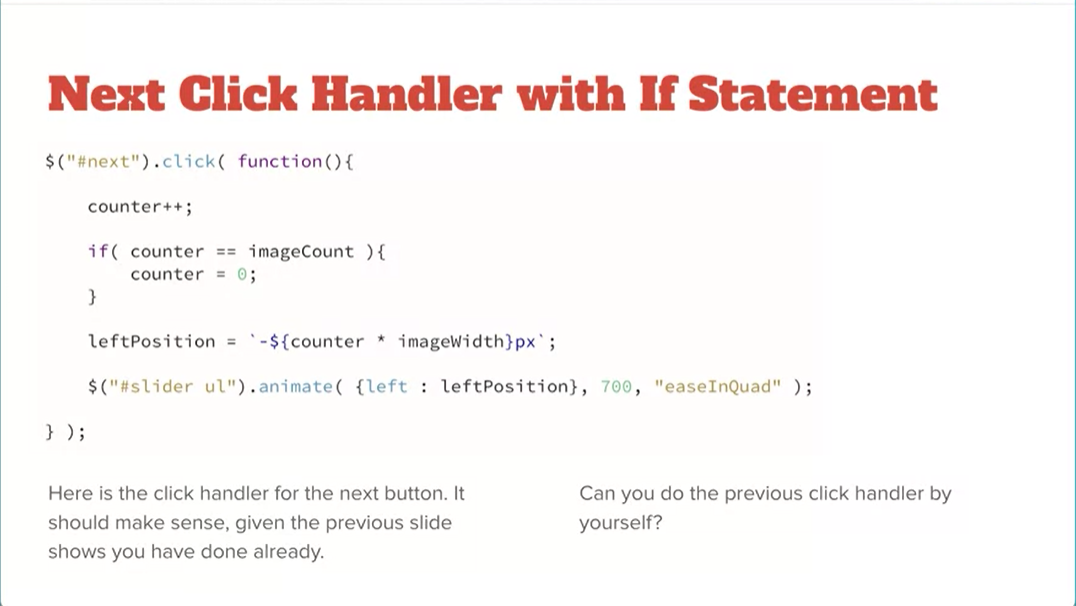 Next Click Handler with If Statement
$("#next").click( function(){
counter++;
if( counter == imageCount ){
counter = 0;
}
leftPosition = `-${counter * imageWidth}px`;
$("#slider ul").animate( {left : leftPosition}, 700, "easeInQuad" );
} );
Here is the click handler for the next button. It
should make sense, given the previous slide
shows you have done already.
Can you do the previous click handler by
yourself?